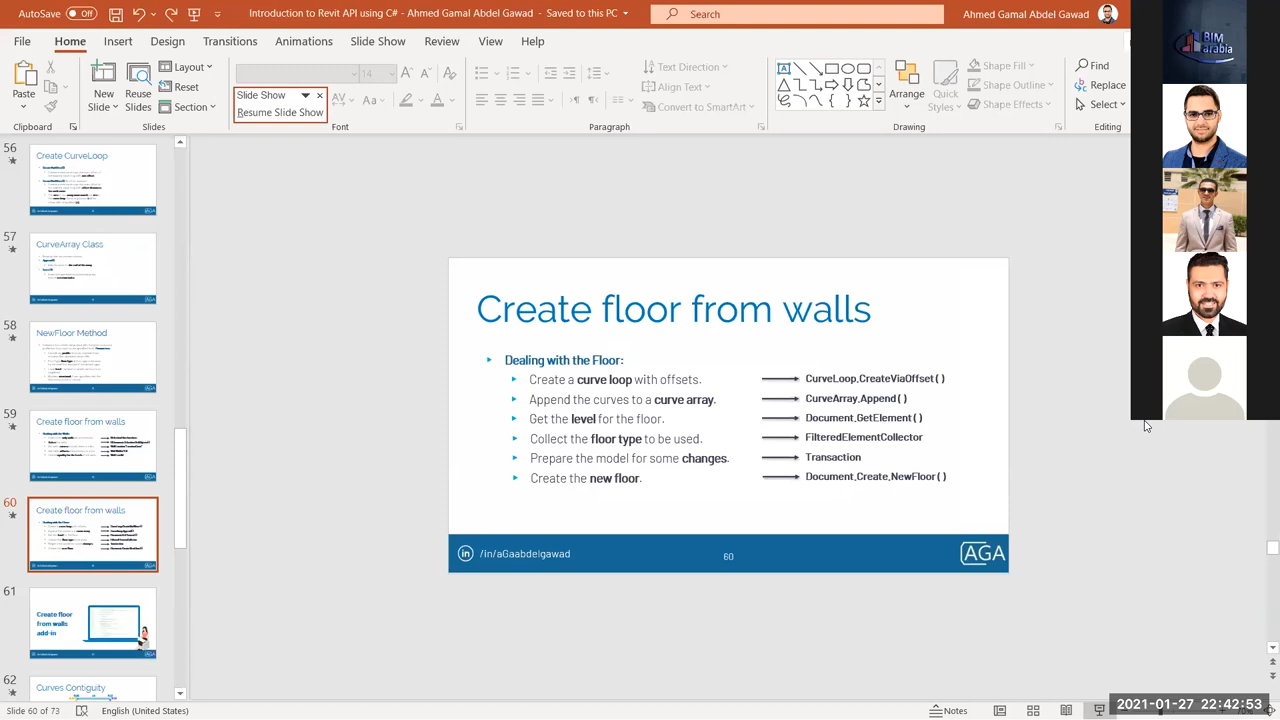 AutoSave Off
Introduction to Revit API using C# - Ahmed Gamal Abdel Gawad - Saved to this PC
Search
Ahmed Gamal Abdel Gawad
File Home Insert Design Transitions Animations Slide Show Review View Help
Paste
Clipboard
New Slide
Reuse Slides
Layout
Reset
Section
Slides
14
Slide Show
Resume Slide Show
Font
Text Direction
Align Text
Convert to SmartArt
Paragraph
Arrange
Quick Styles
Shape Fill
Shape Outline
Shape Effects
Drawing
Find
Replace
Select
Editing
BIM
arabia
56
Create CurveLoop
57
CurveArray Class
58
NewFloor Method
59
Create floor from walls
60
Create floor from walls
61
Create floor
from walls
add-in
62
Curves Contiguity
Create floor from walls
Dealing with the Floor:
Create a curve loop with offsets. CurveLoop.CreateViaOffset( )
Append the curves to a curve array. CurveArray.Append( )
Get the level for the floor. Document.GetElement( )
Collect the floor type to be used. FilteredElementCollector
Prepare the model for some changes. Transaction
Create the new floor. Document.Create.NewFloor( )
in /in/aGaabdelgawad
60
AGA
Slide 60 of 73
English (United States)
Notes
2021-01-27 22:42:53